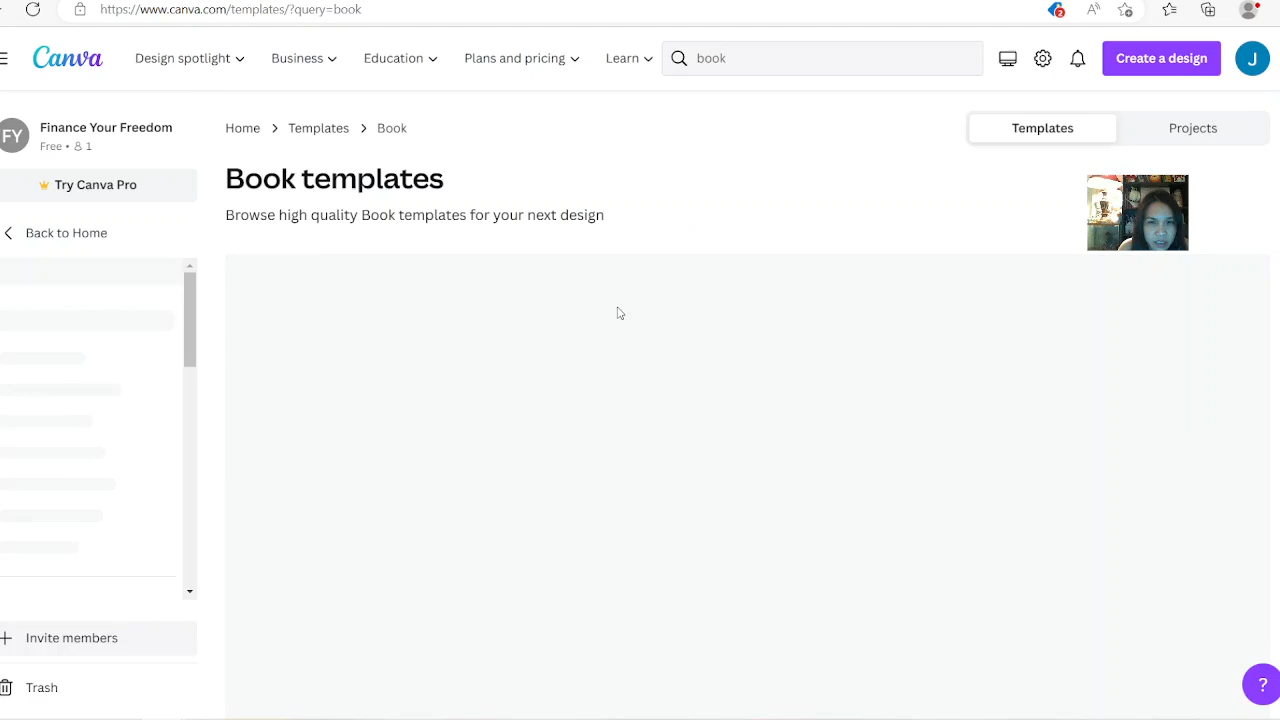 https://www.canva.com/templates/?query=book
2
Canva
Design spotlight
Business
Education
Plans and pricing
Learn
book
Create a design
J
FY
Finance Your Freedom
Free • 1
Try Canva Pro
Back to Home
Invite members
Trash
Home > Templates > Book
Templates
Projects
Book templates
Browse high quality Book templates for your next design
?